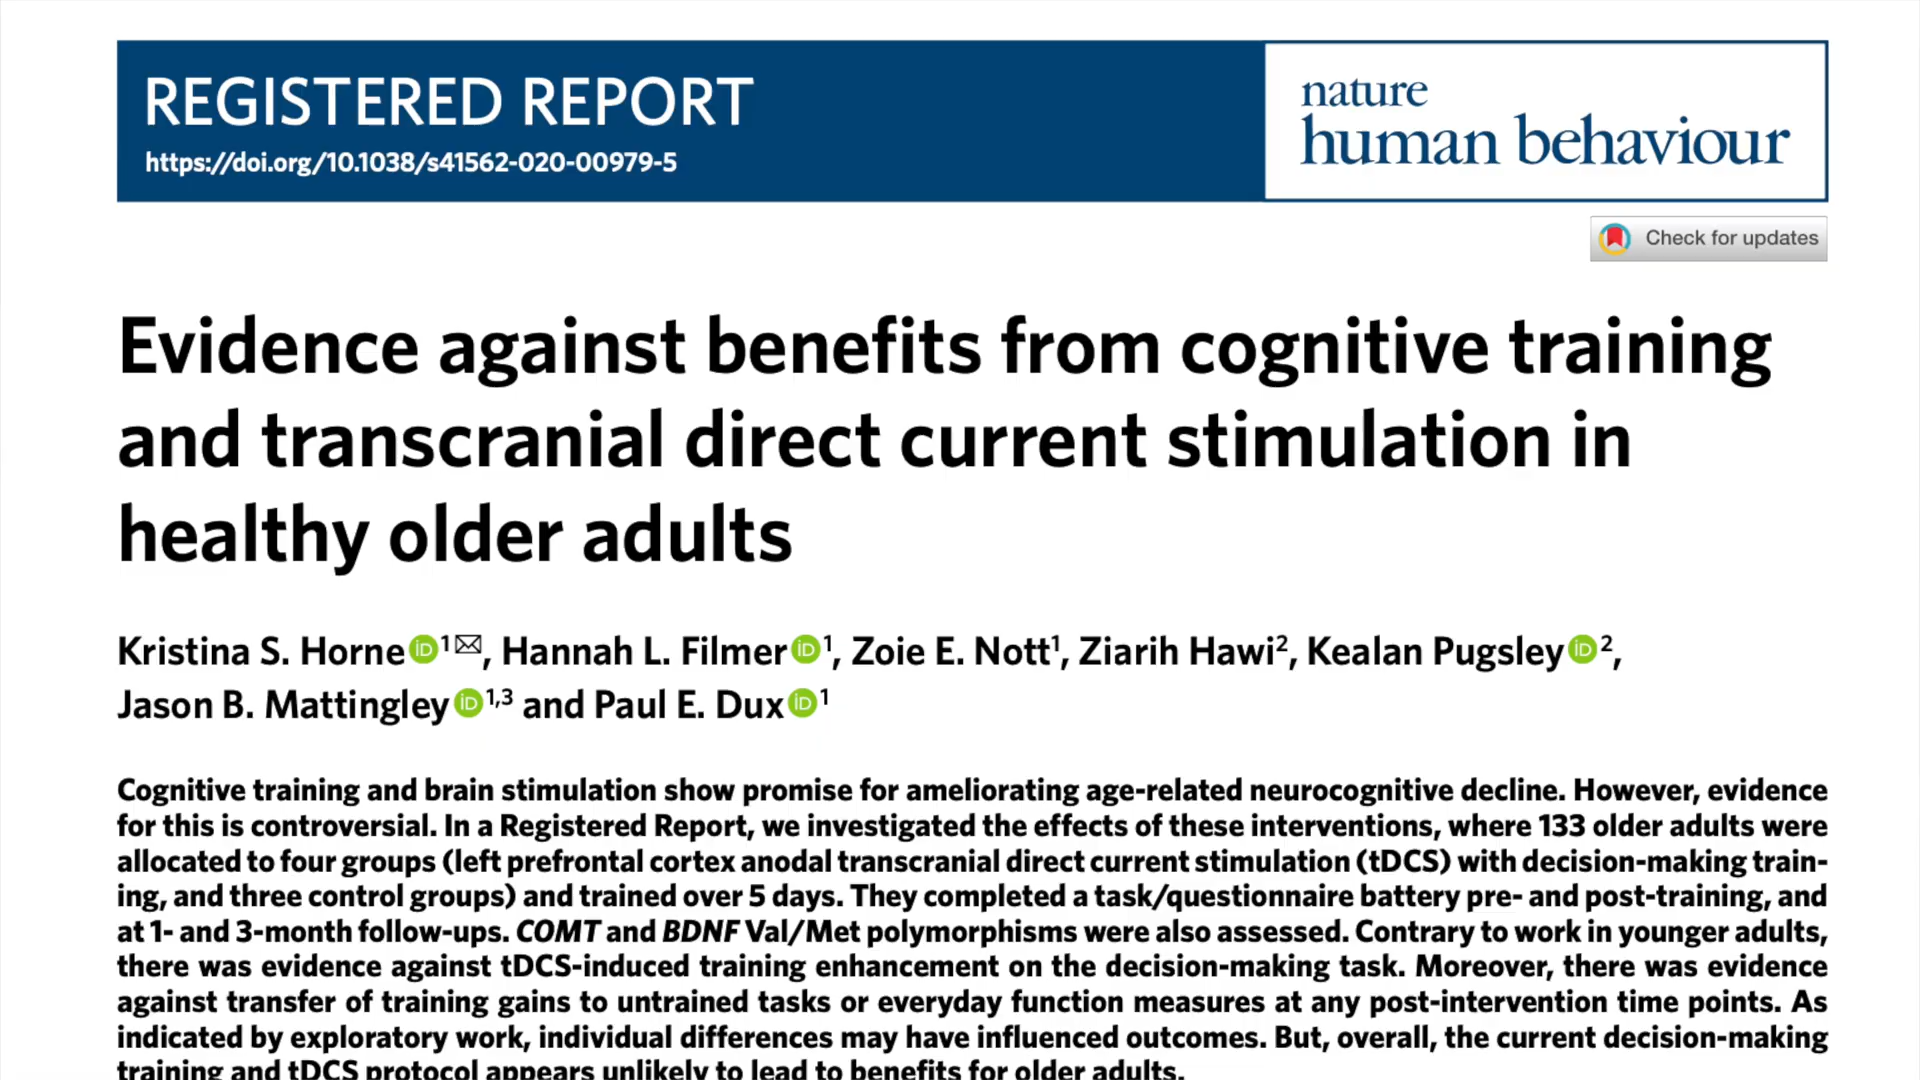 REGISTERED REPORT
https://doi.org/10.1038/s41562-020-00979-5
nature
human behaviour
Check for updates
Evidence against benefits from cognitive training
and transcranial direct current stimulation in
healthy older adults
Kristina S. Horne iD 1✉, Hannah L. Filmer iD 1, Zoie E. Nott1, Ziarih Hawi2, Kealan Pugsley iD 2,
Jason B. Mattingley iD 1,3 and Paul E. Dux iD 1
Cognitive training and brain stimulation show promise for ameliorating age-related neurocognitive decline. However, evidence
for this is controversial. In a Registered Report, we investigated the effects of these interventions, where 133 older adults were
allocated to four groups (left prefrontal cortex anodal transcranial direct current stimulation (tDCS) with decision-making train-
ing, and three control groups) and trained over 5 days. They completed a task/questionnaire battery pre- and post-training, and
at 1- and 3-month follow-ups. COMT and BDNF Val/Met polymorphisms were also assessed. Contrary to work in younger adults,
there was evidence against tDCS-induced training enhancement on the decision-making task. Moreover, there was evidence
against transfer of training gains to untrained tasks or everyday function measures at any post-intervention time points. As
indicated by exploratory work, individual differences may have influenced outcomes. But, overall, the current decision-making
training and tDCS protocol appears unlikely to lead to benefits for older adults.